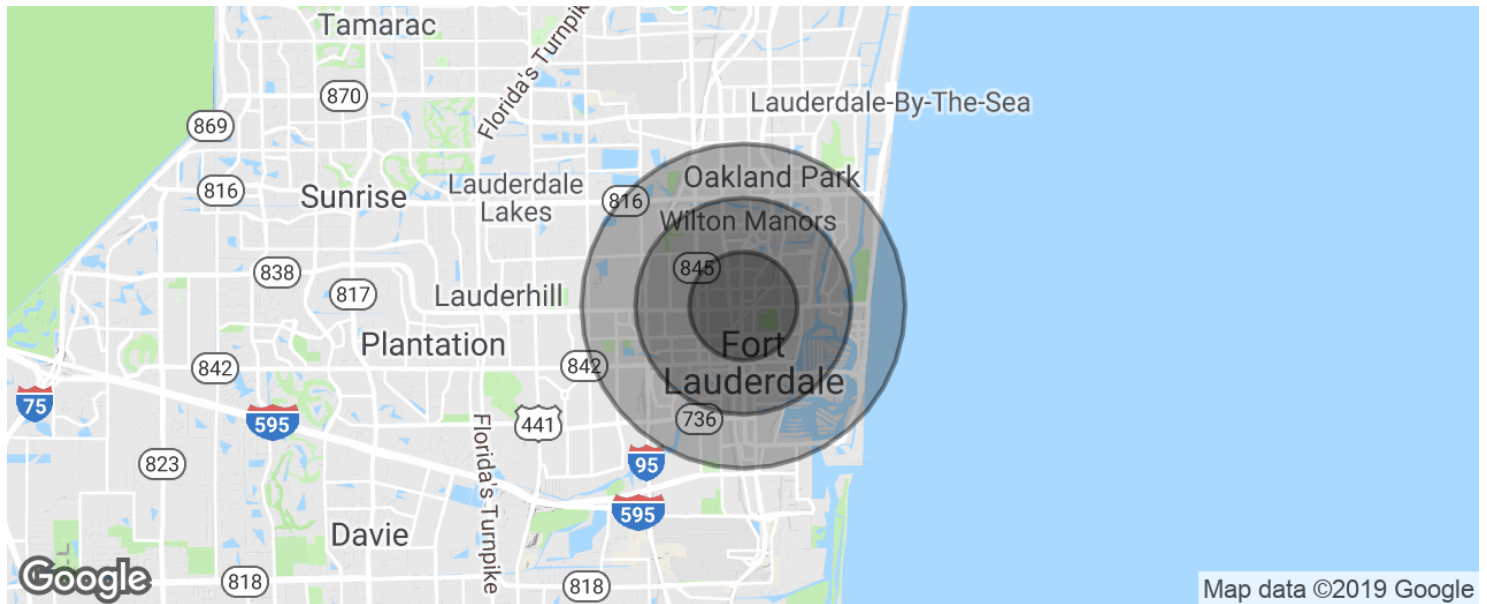 Tamarac
Florida's Turnpike
870
Lauderdale-By-The-Sea
869
Oakland Park
816
Sunrise
Lauderdale
Lakes
816
Wilton Manors
845
838
817
Lauderhill
Plantation
Fort
Lauderdale
842
842
75
595
441
736
Florida's Turnpike
823
95
595
Davie
818
818
Google
Map data ©2019 Google